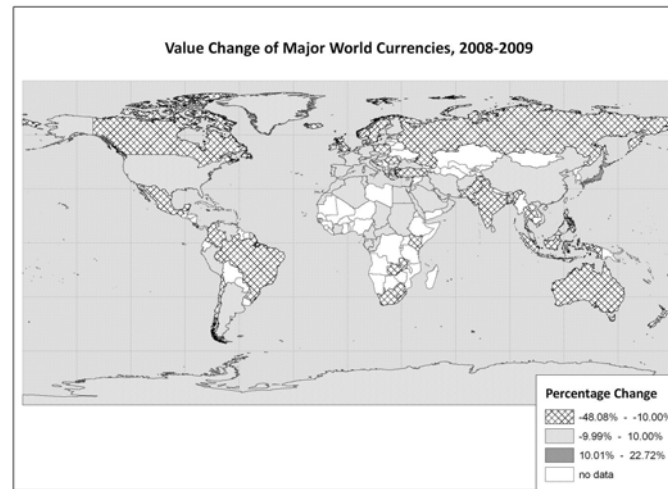 Value Change of Major World Currencies, 2008-2009
Percentage Change
-48.08% - -10.00%
-9.99% - 10.00%
10.01% - 22.72%
no data